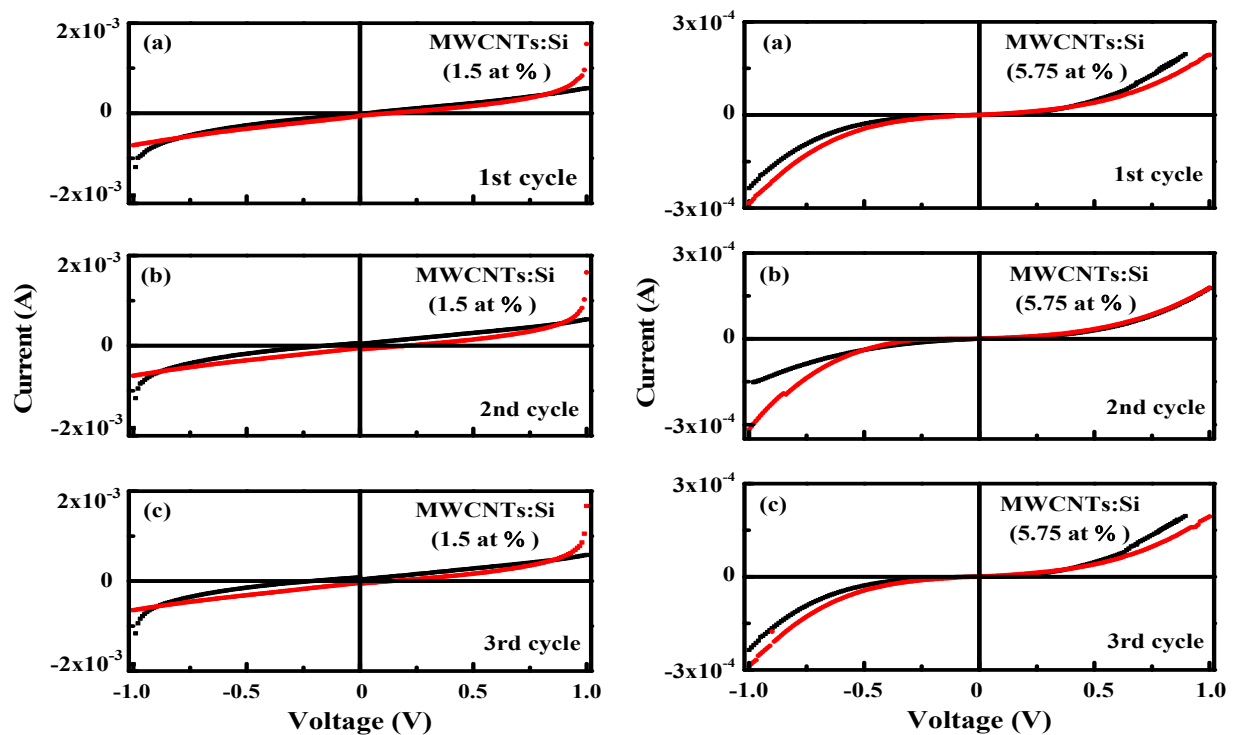 2x10⁻³
0
-2x10⁻³
(a)
MWCNTs:Si
(1.5 at %)
1st cycle
2x10⁻³
0
-2x10⁻³
(b)
MWCNTs:Si
(1.5 at %)
2nd cycle
2x10⁻³
0
-2x10⁻³
(c)
MWCNTs:Si
(1.5 at %)
3rd cycle
-1.0 -0.5 0 0.5 1.0
Voltage (V)
Current (A)
3x10⁻⁴
0
-3x10⁻⁴
(a)
MWCNTs:Si
(5.75 at %)
1st cycle
3x10⁻⁴
0
-3x10⁻⁴
(b)
MWCNTs:Si
(5.75 at %)
2nd cycle
3x10⁻⁴
0
-3x10⁻⁴
(c)
MWCNTs:Si
(5.75 at %)
3rd cycle
-1.0 -0.5 0 0.5 1.0
Voltage (V)
Current (A)